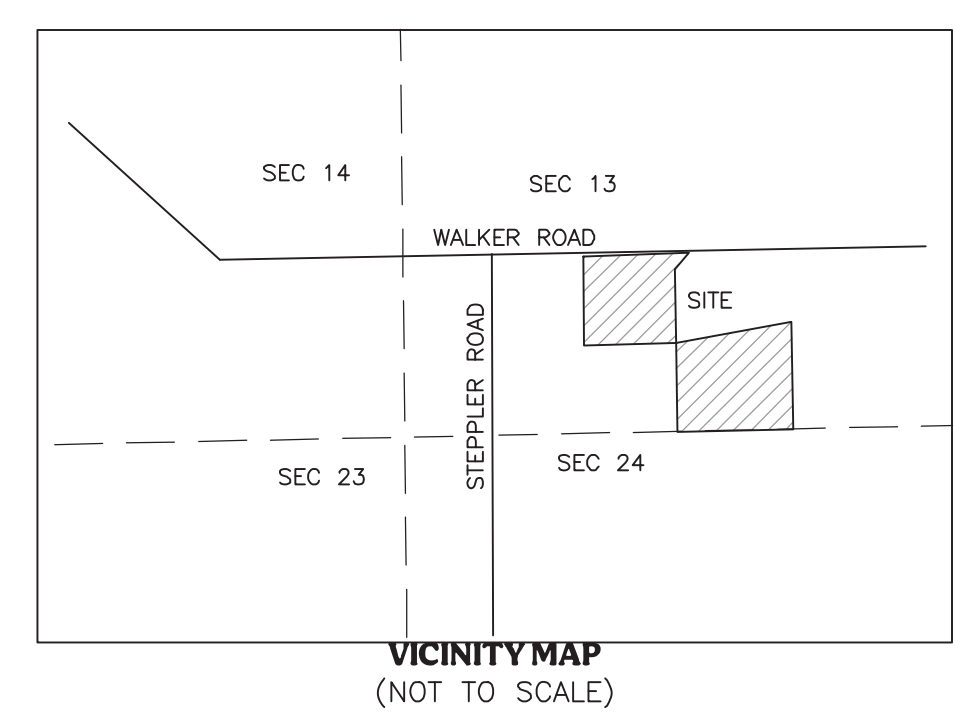 SEC 14
SEC 13
WALKER ROAD
SITE
STEPPLER ROAD
SEC 24
SEC 23
VICINITY MAP
(NOT TO SCALE)